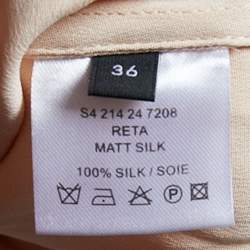 36
S4 214 24 7208
RETA
MATT SILK
100% SILK / SOIE